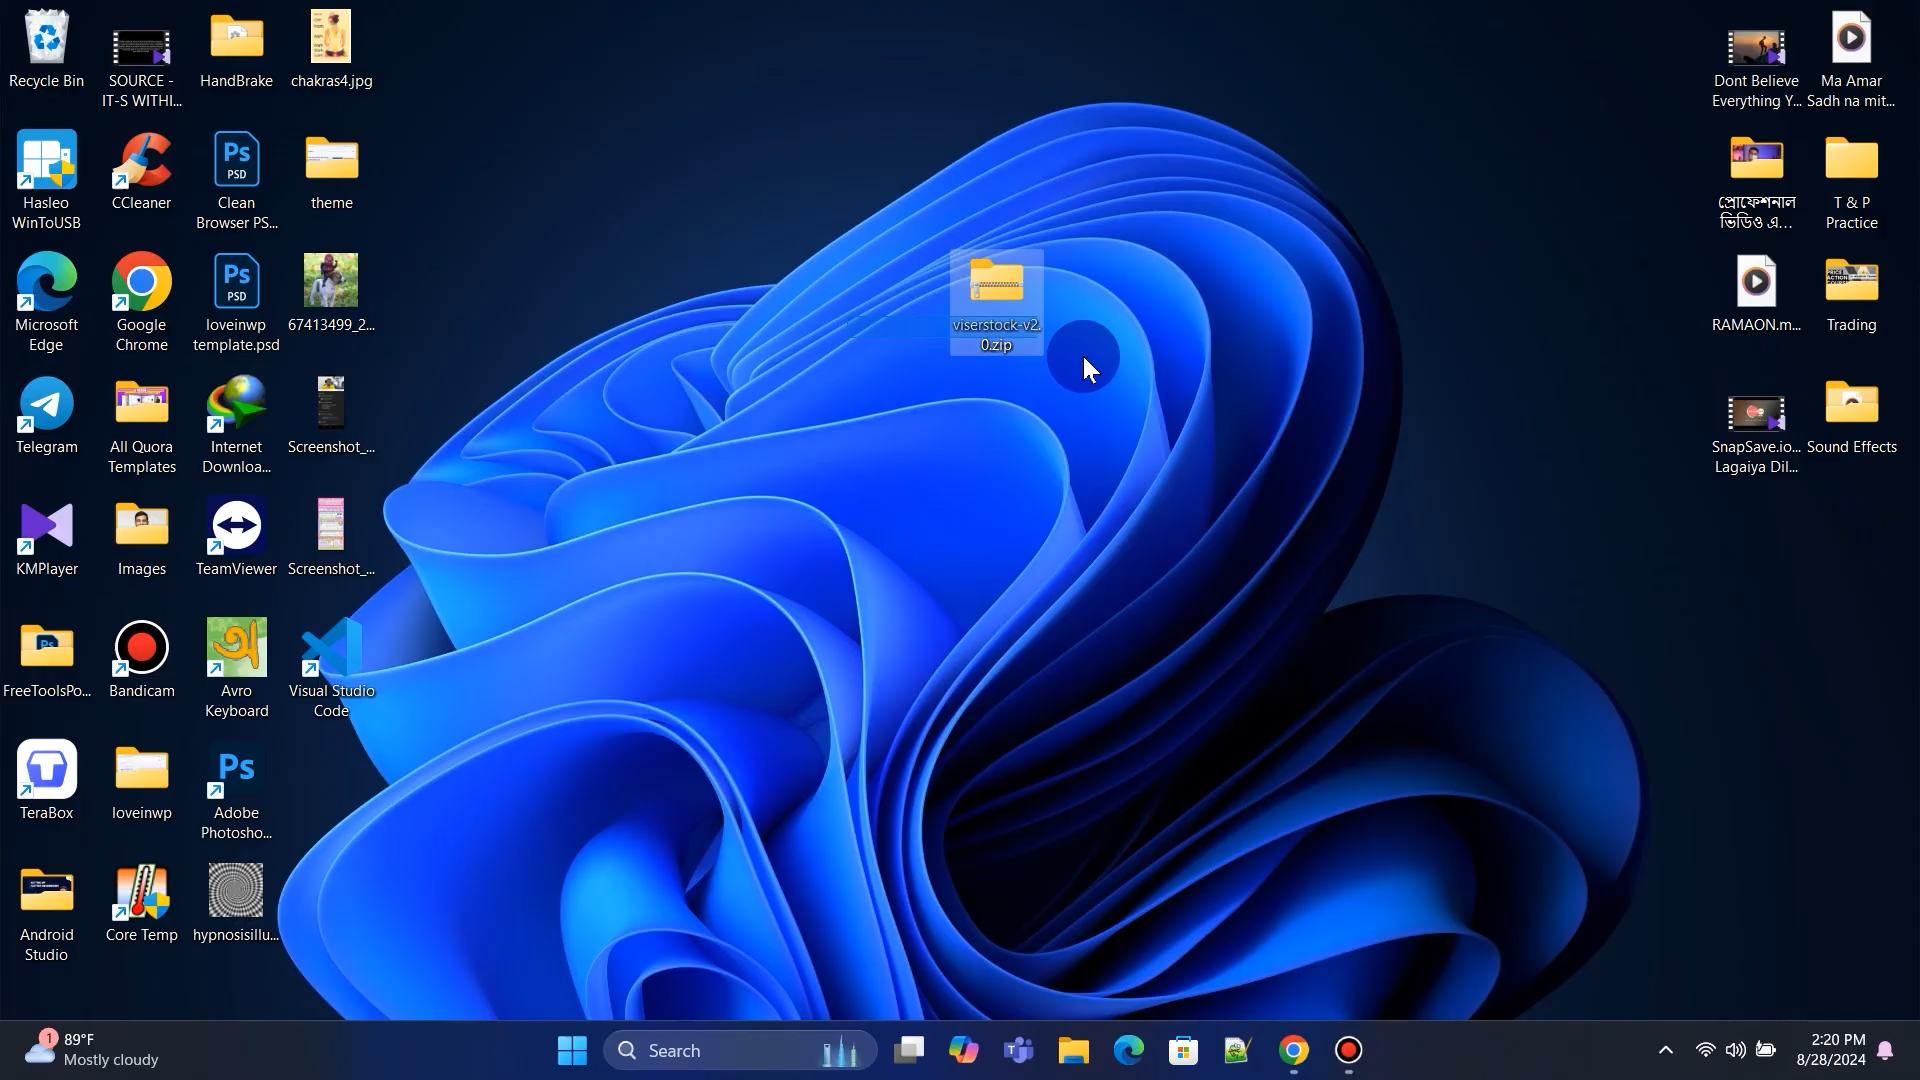 Recycle Bin
SOURCE -
IT-S WITHI...
HandBrake
chakras4.jpg
Hasleo
WinToUSB
CCleaner
PSD
Clean
Browser PS...
theme
Microsoft
Edge
Google
Chrome
PSD
loveinwp
template.psd
67413499_2...
Telegram
All Quora
Templates
Internet
Downloa...
Screenshot_...
KMPlayer
Images
TeamViewer
Screenshot_...
FreeToolsPo...
Bandicam
Avro
Keyboard
Visual Studio
Code
TeraBox
loveinwp
Ps
Adobe
Photosho...
Android
Studio
Core Temp
hypnosisillu...
viserstock-v2.
0.zip
Dont Believe
Everything Y...
Ma Amar
Sadh na mit...
প্রোফেশনাল
ভিডিও এ...
T & P
Practice
RAMAON.m...
Trading
SnapSave.io...
Lagaiya Dil...
Sound Effects
1
89°F
Mostly cloudy
Search
2:20 PM
8/28/2024